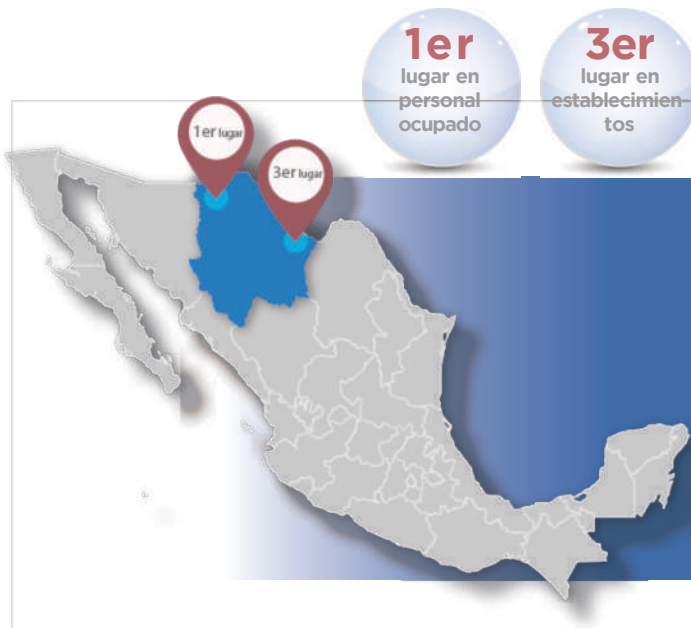 1er
lugar en
personal
ocupado
3er
lugar en
establecimien
tos
1er lugar
3er lugar